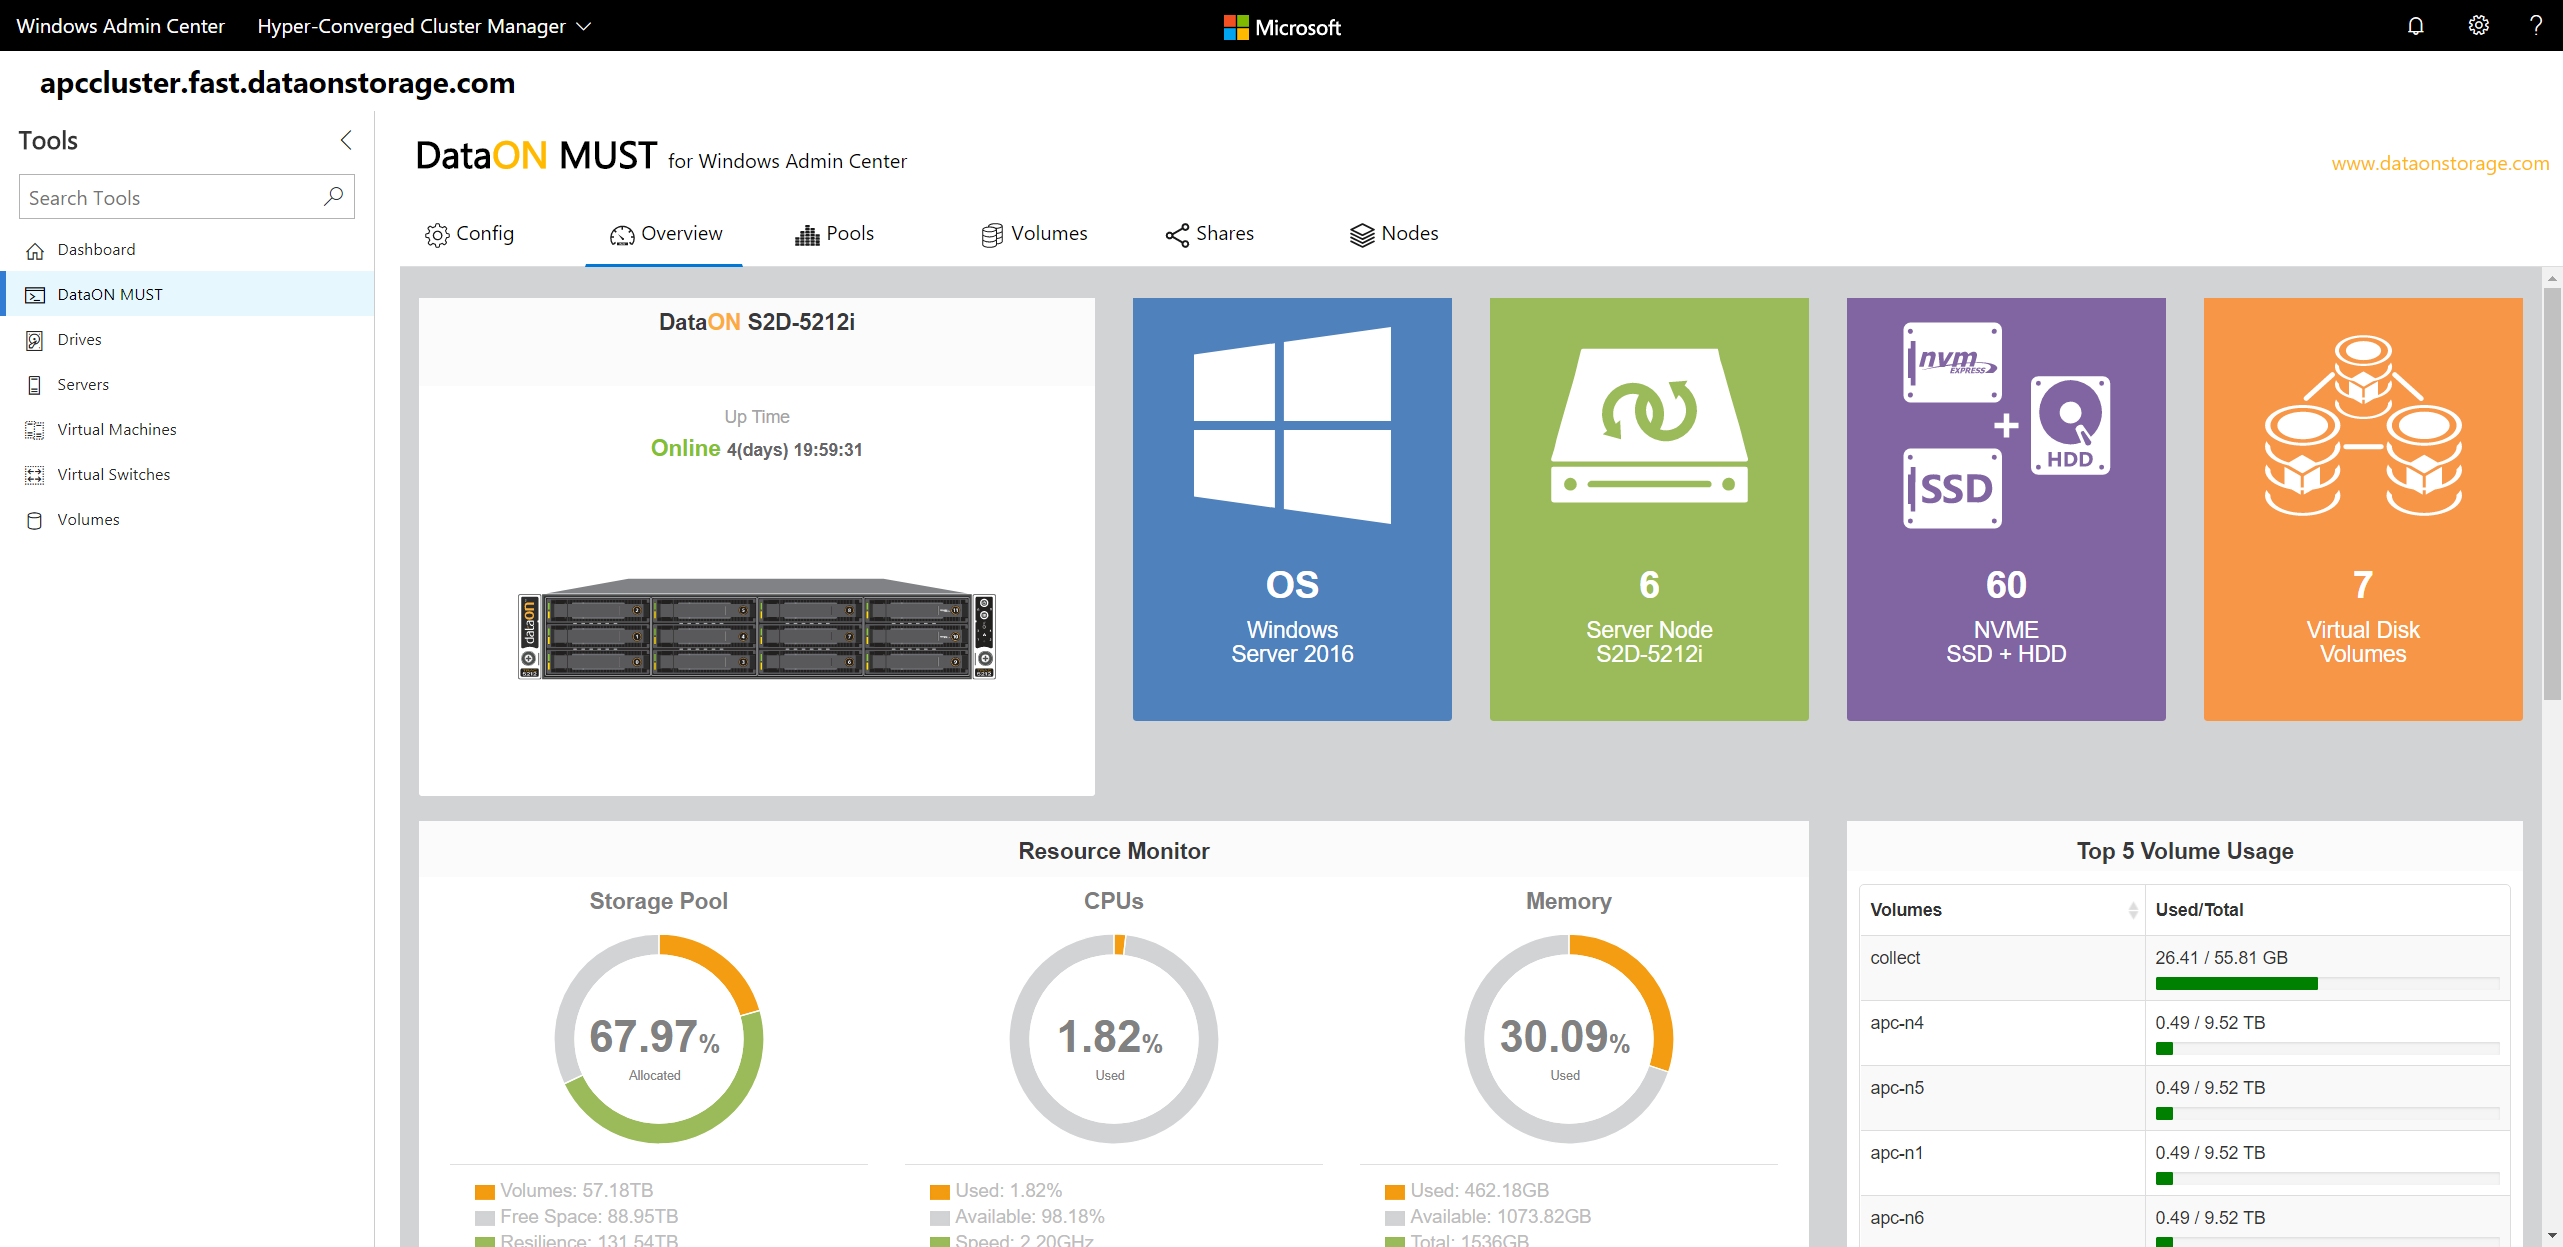 Windows Admin Center
Hyper-Converged Cluster Manager
Microsoft
?
apccluster.fast.dataonstorage.com
Tools
Search Tools
Dashboard
DataON MUST
Drives
Servers
Virtual Machines
Virtual Switches
Volumes
DataON MUST for Windows Admin Center
www.dataonstorage.com
Config
Overview
Pools
Volumes
Shares
Nodes
DataON S2D-5212i
Up Time
Online 4(days) 19:59:31
dataon
OS
Windows
Server 2016
6
Server Node
S2D-5212i
nvm
EXPRESS
+
HDD
SSD
60
NVME
SSD + HDD
7
Virtual Disk
Volumes
Resource Monitor
Storage Pool
67.97%
Allocated
Volumes: 57.18TB
Free Space: 88.95TB
Resilience: 131.54TB
CPUs
1.82%
Used
Used: 1.82%
Available: 98.18%
Speed: 2.20GHz
Memory
30.09%
Used
Used: 462.18GB
Available: 1073.82GB
Total: 1536GB
Top 5 Volume Usage
Volumes Used/Total
collect 26.41 / 55.81 GB
apc-n4 0.49 / 9.52 TB
apc-n5 0.49 / 9.52 TB
apc-n1 0.49 / 9.52 TB
apc-n6 0.49 / 9.52 TB